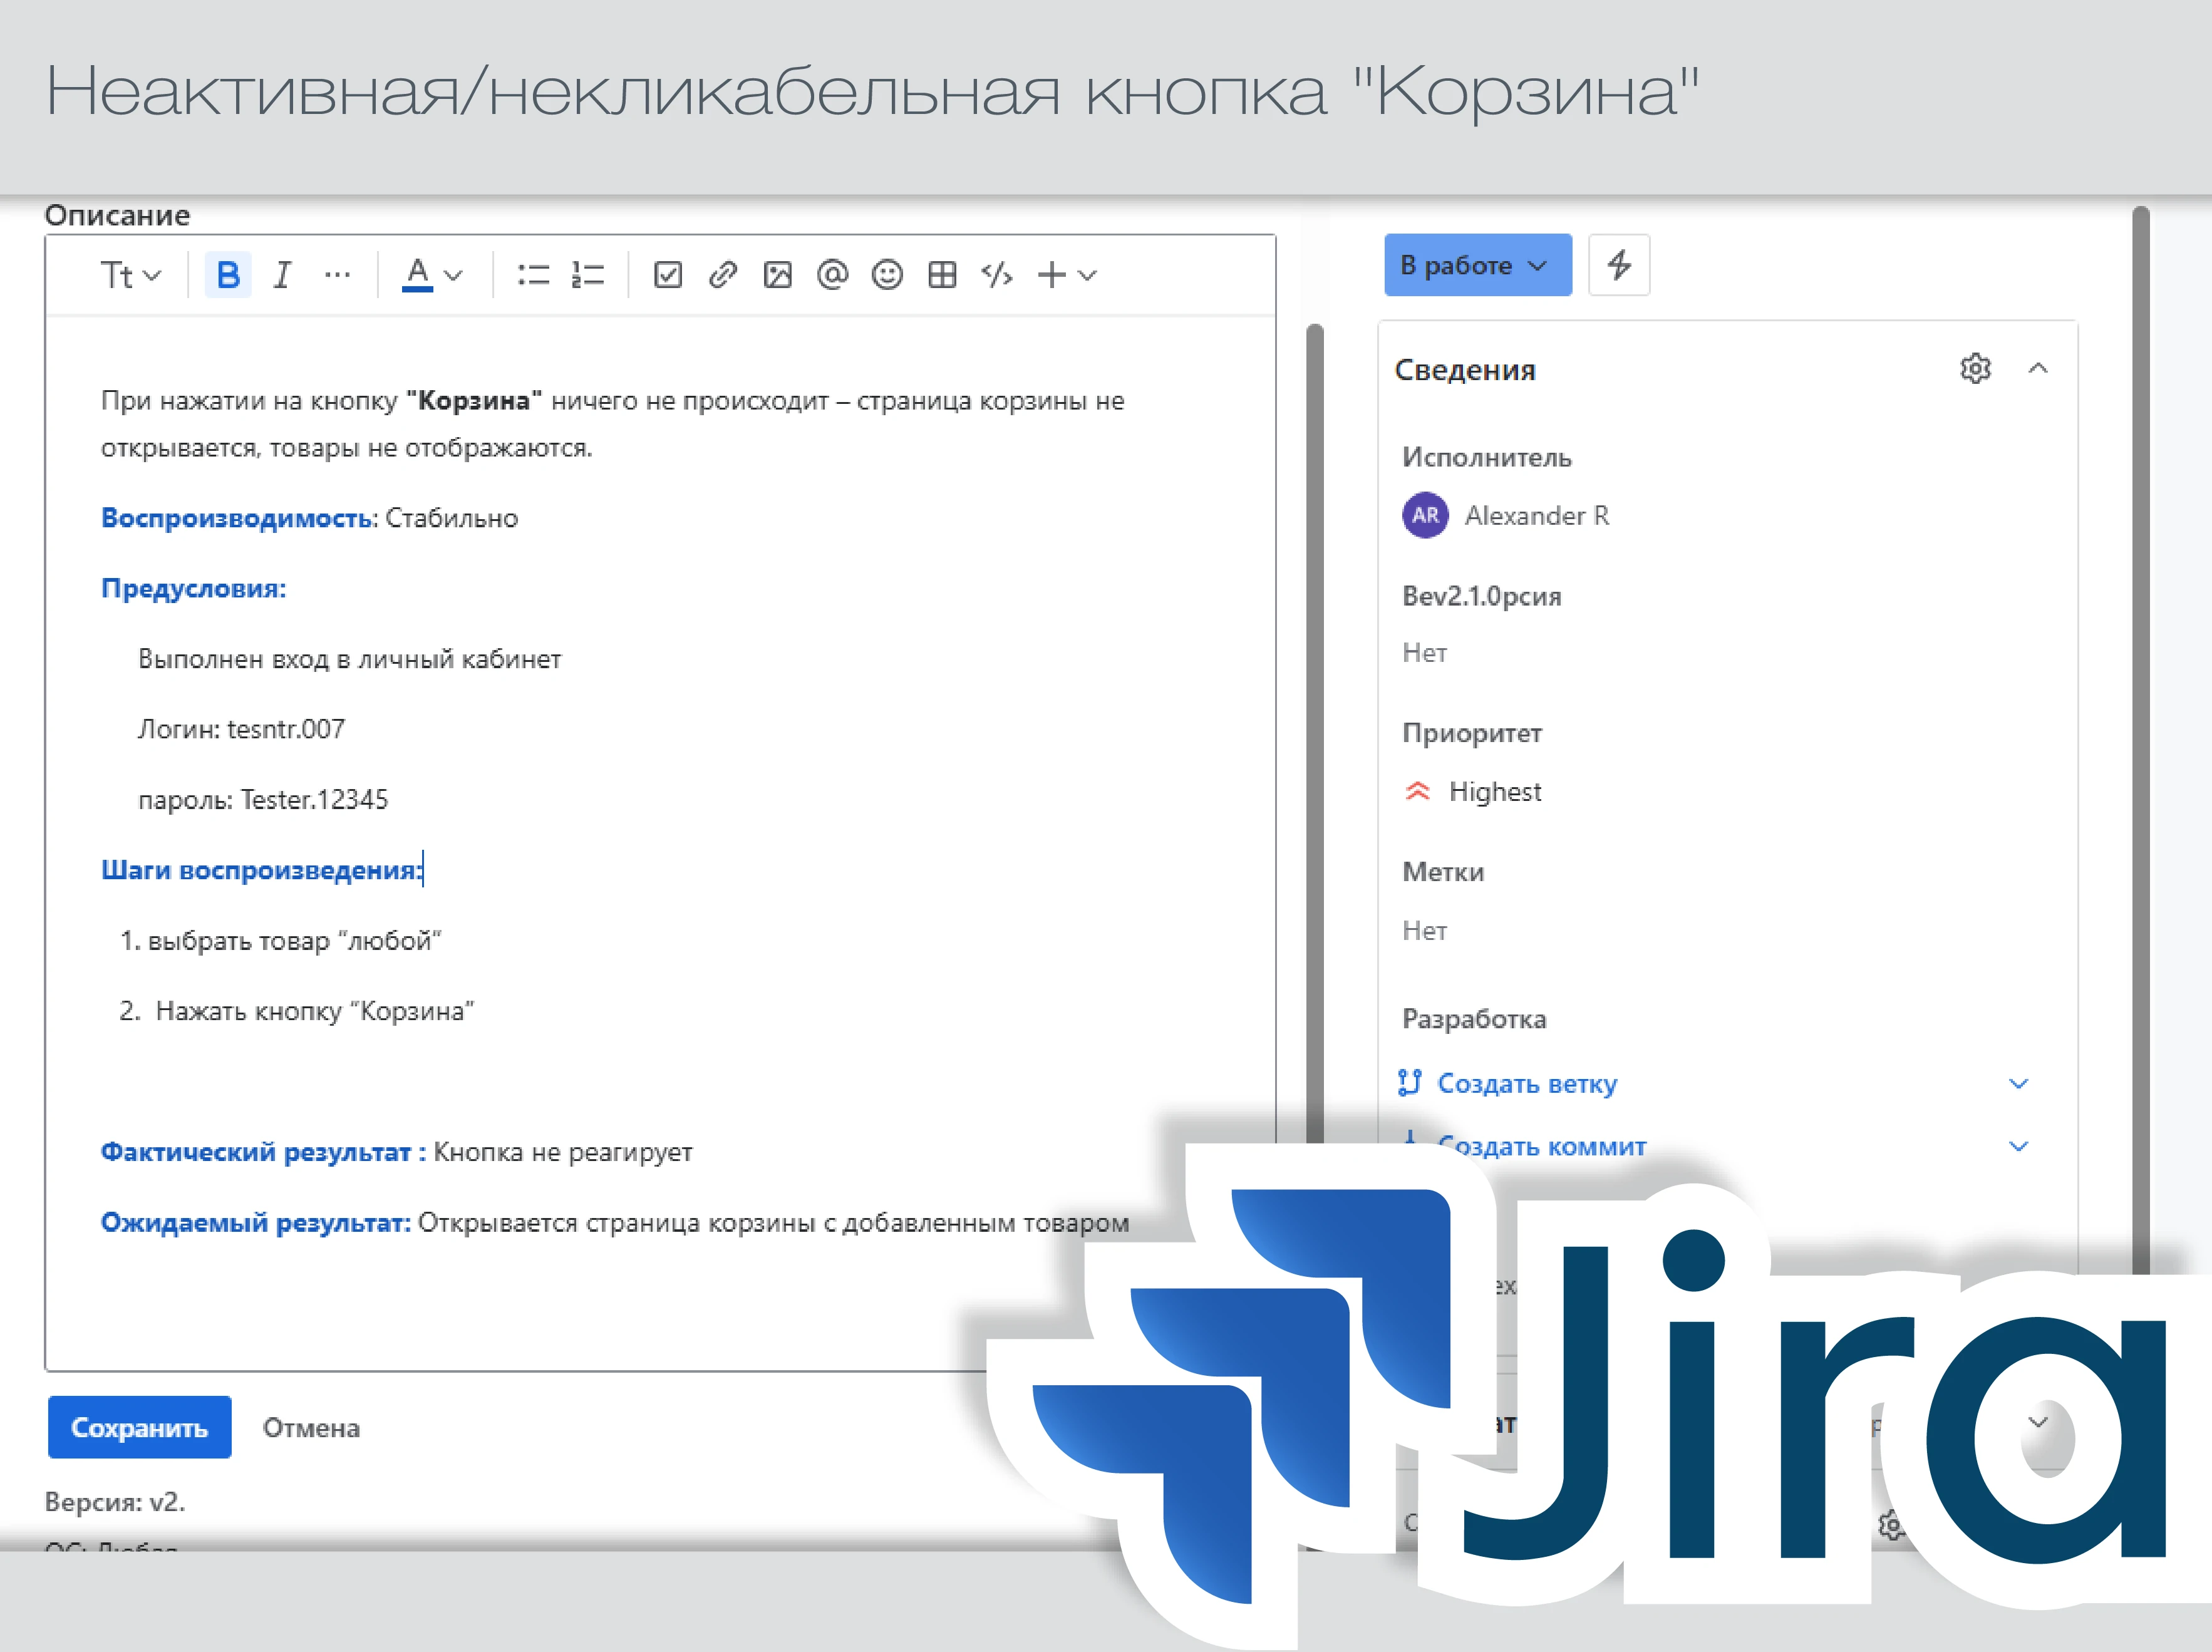 Неактивная/некликабельная кнопка "Корзина"
Описание
Tt
B I ... A
При нажатии на кнопку "Корзина" ничего не происходит – страница корзины не
открывается, товары не отображаются.
Воспроизводимость: Стабильно
Предусловия:
Выполнен вход в личный кабинет
Логин: tesntr.007
пароль: Tester.12345
Шаги воспроизведения:
1. выбрать товар “любой”
2. Нажать кнопку “Корзина”
Фактический результат : Кнопка не реагирует
Ожидаемый результат: Открывается страница корзины с добавленным товаром
Сохранить
Отмена
Версия: v2.
В работе
Сведения
Исполнитель
AR Alexander R
Веv2.1.0рсия
Нет
Приоритет
Highest
Метки
Нет
Разработка
Создать ветку
Создать коммит
Jira